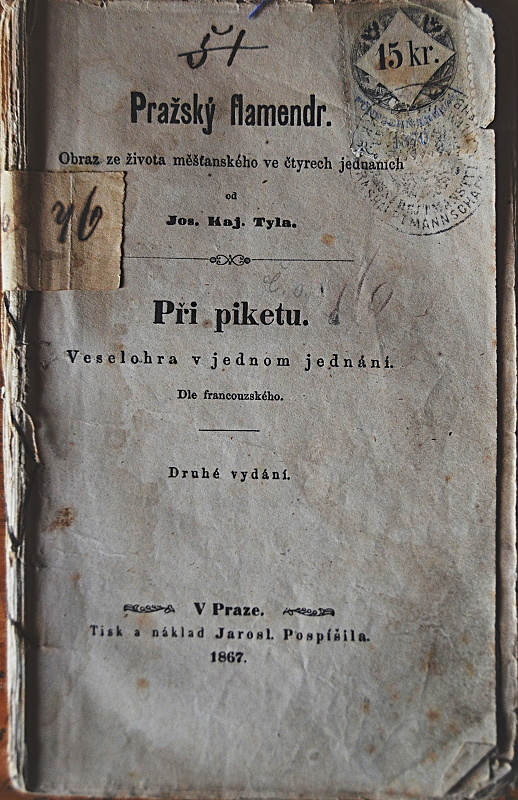 51
15 kr.
Pražský flamendr.
Obraz ze života měšťanského ve čtyrech jednáních
od
Jos. Kaj. Tyla.
46
Při piketu.
Veselohra v jednom jednání.
Dle francouzského.
Druhé vydání.
V Praze.
Tisk a náklad Jarosl. Pospíšila.
1867.